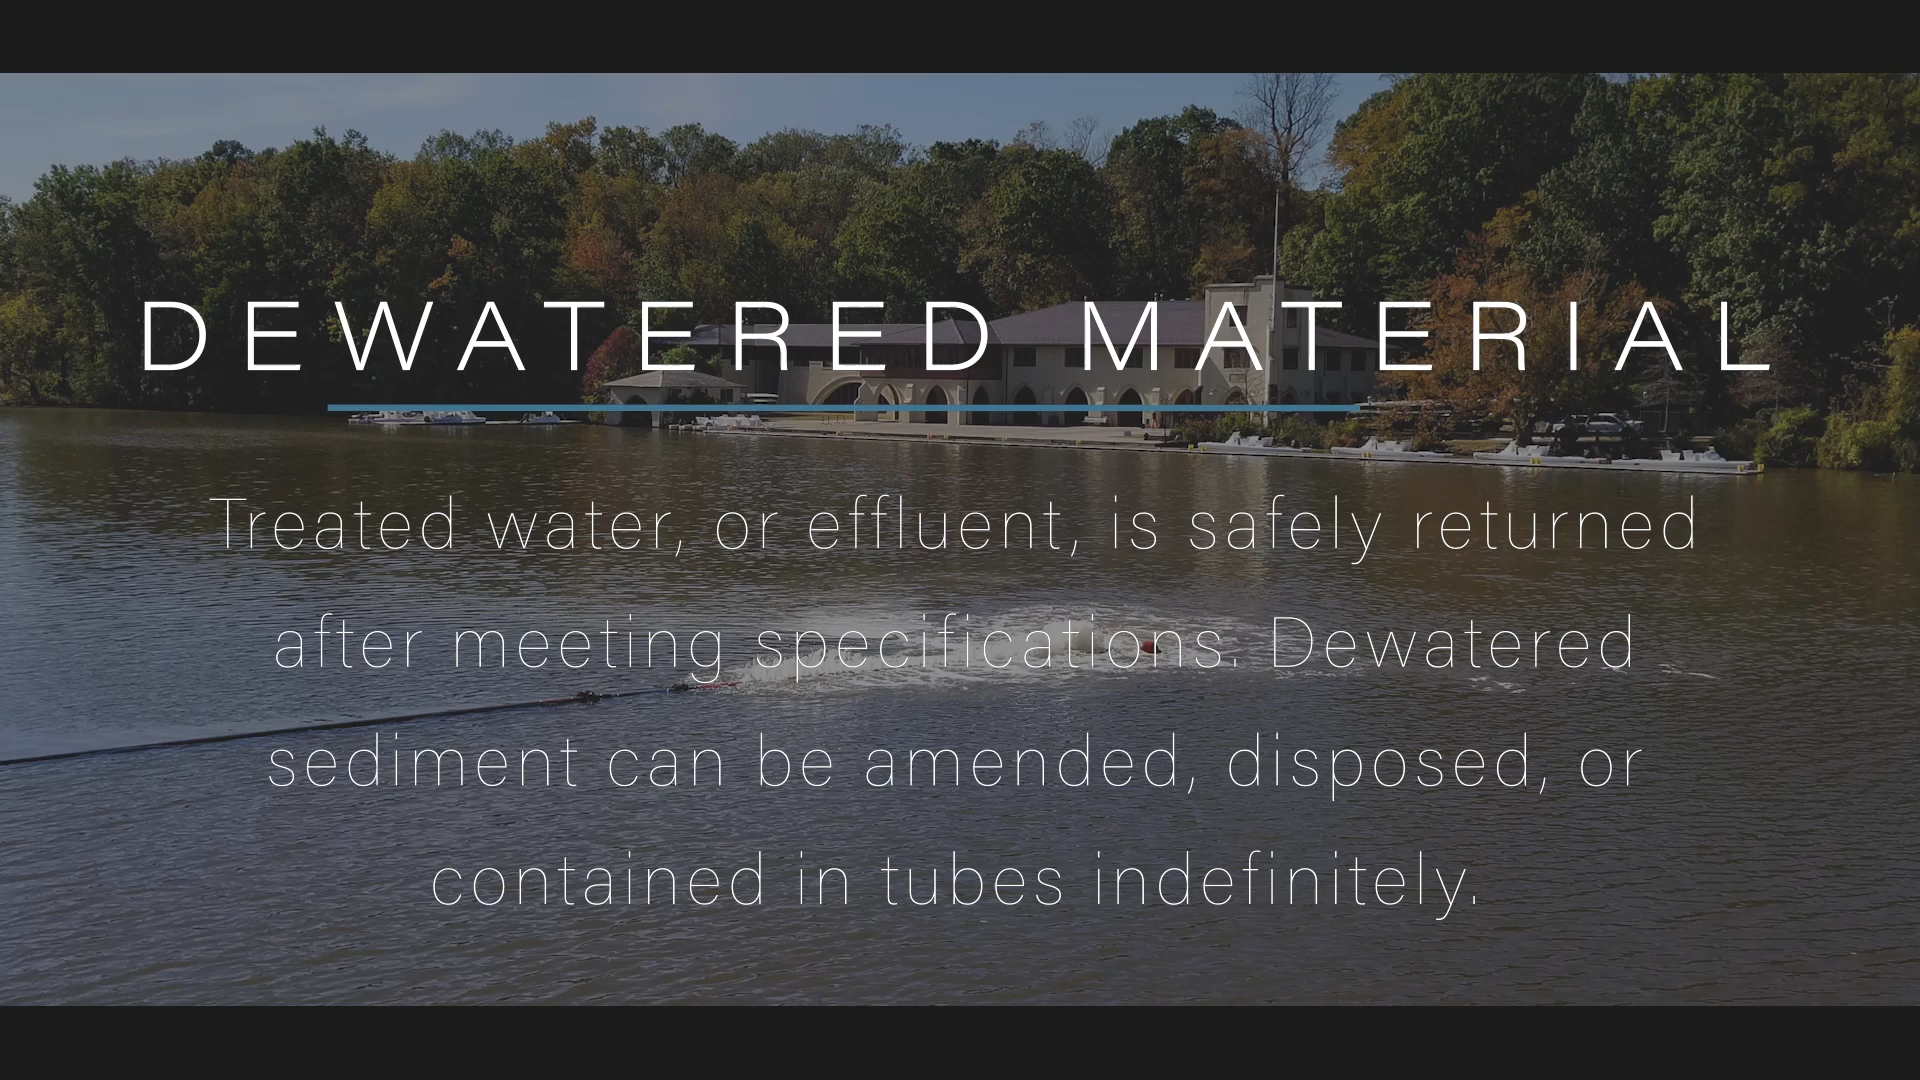 DEWATERED MATERIAL
Treated water, or effluent, is safely returned
after meeting specifications. Dewatered
sediment can be amended, disposed, or
contained in tubes indefinitely.